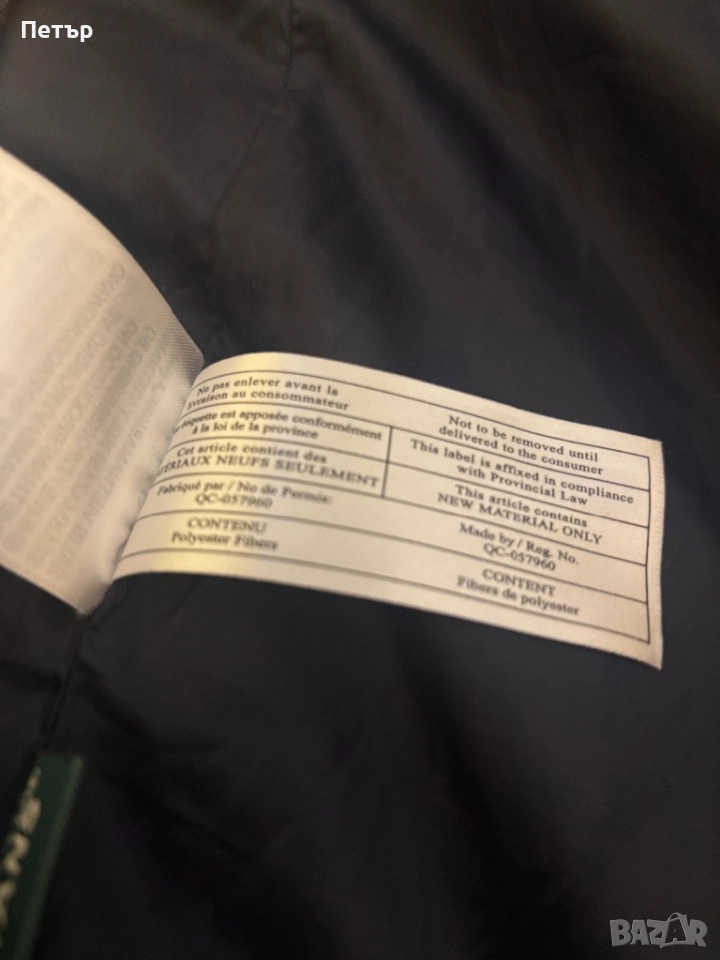 Петър
Ne pas enlever avant la
livraison au consommateur
Not to be removed until
delivered to the consumer
étiquette est apposée conformément
à la loi de la province
This label is affixed in compliance
with Provincial Law
Cet article contient des
MATÉRIAUX NEUFS SEULEMENT
This article contains
NEW MATERIAL ONLY
Fabriqué par / No de Permis:
QC-057960
Made by / Reg. No.
QC-057960
CONTENU
Polyester Fibers
CONTENT
Fibers de polyester
BAZAR